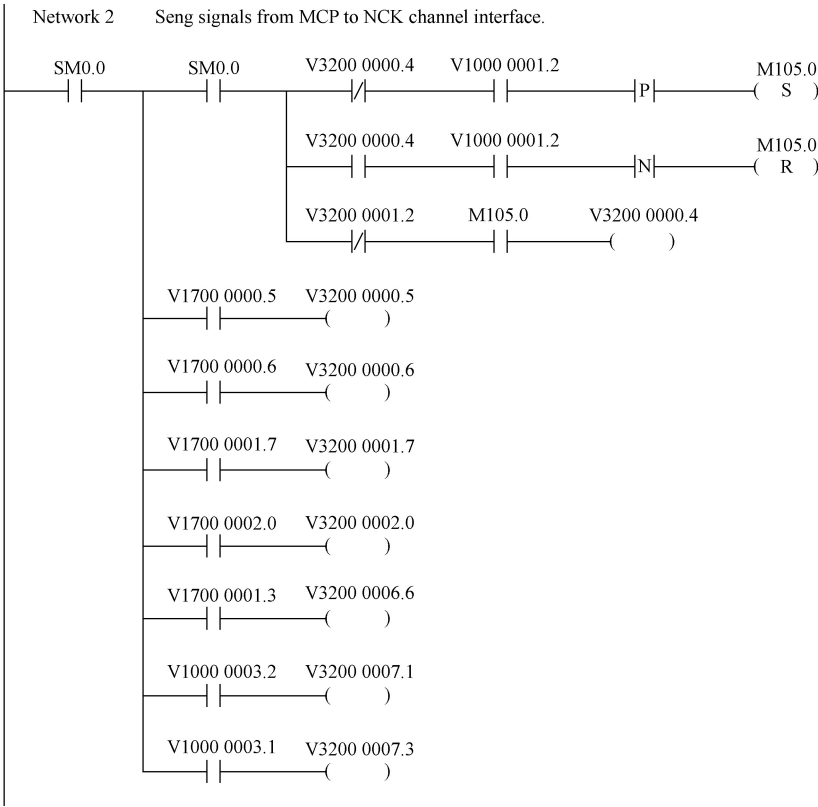 Network 2 Seng signals from MCP to NCK channel interface.
SM0.0 SM0.0 V3200 0000.4 V1000 0001.2 M105.0
P ( S )
V3200 0000.4 V1000 0001.2 M105.0
N ( R )
V3200 0001.2 M105.0 V3200 0000.4
( )
V1700 0000.5 V3200 0000.5
( )
V1700 0000.6 V3200 0000.6
( )
V1700 0001.7 V3200 0001.7
( )
V1700 0002.0 V3200 0002.0
( )
V1700 0001.3 V3200 0006.6
( )
V1000 0003.2 V3200 0007.1
( )
V1000 0003.1 V3200 0007.3
( )